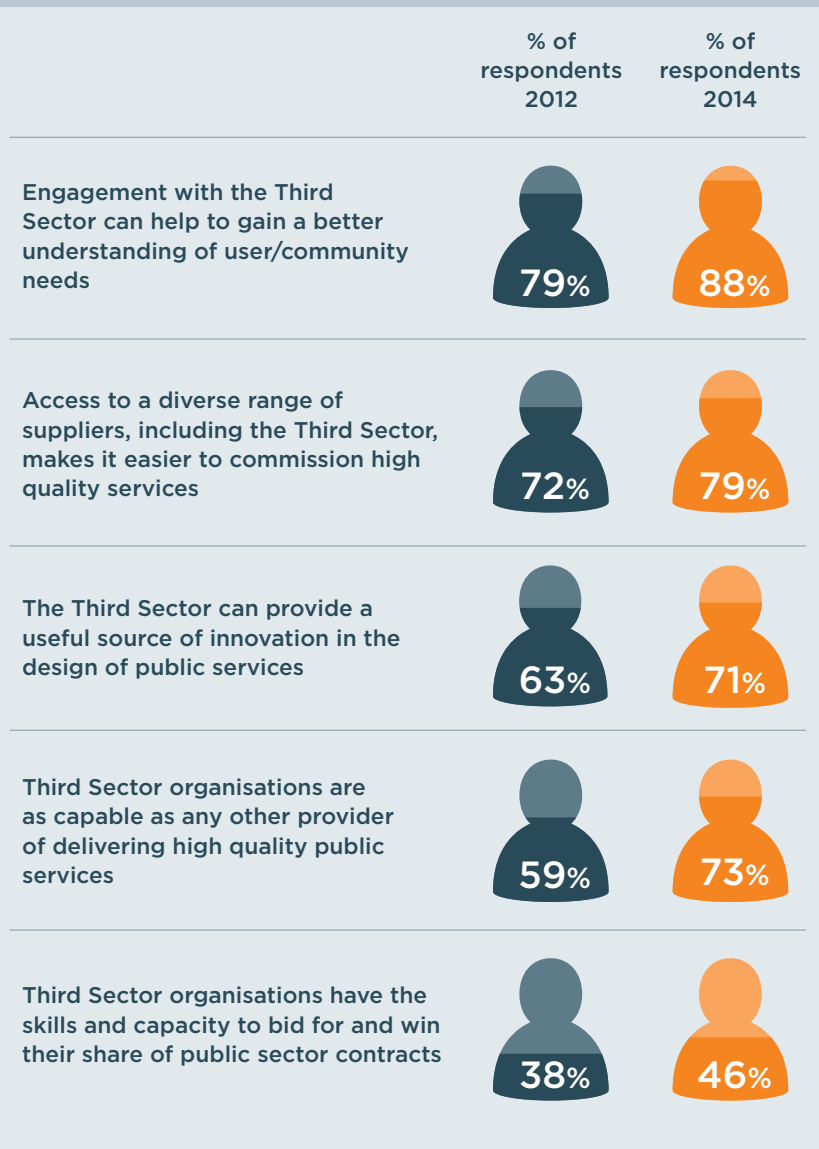 % of
respondents
2012
% of
respondents
2014
Engagement with the Third
Sector can help to gain a better
understanding of user/community
needs
79%
88%
Access to a diverse range of
suppliers, including the Third Sector,
makes it easier to commission high
quality services
72%
79%
The Third Sector can provide a
useful source of innovation in the
design of public services
63%
71%
Third Sector organisations are
as capable as any other provider
of delivering high quality public
services
59%
73%
Third Sector organisations have the
skills and capacity to bid for and win
their share of public sector contracts
38%
46%